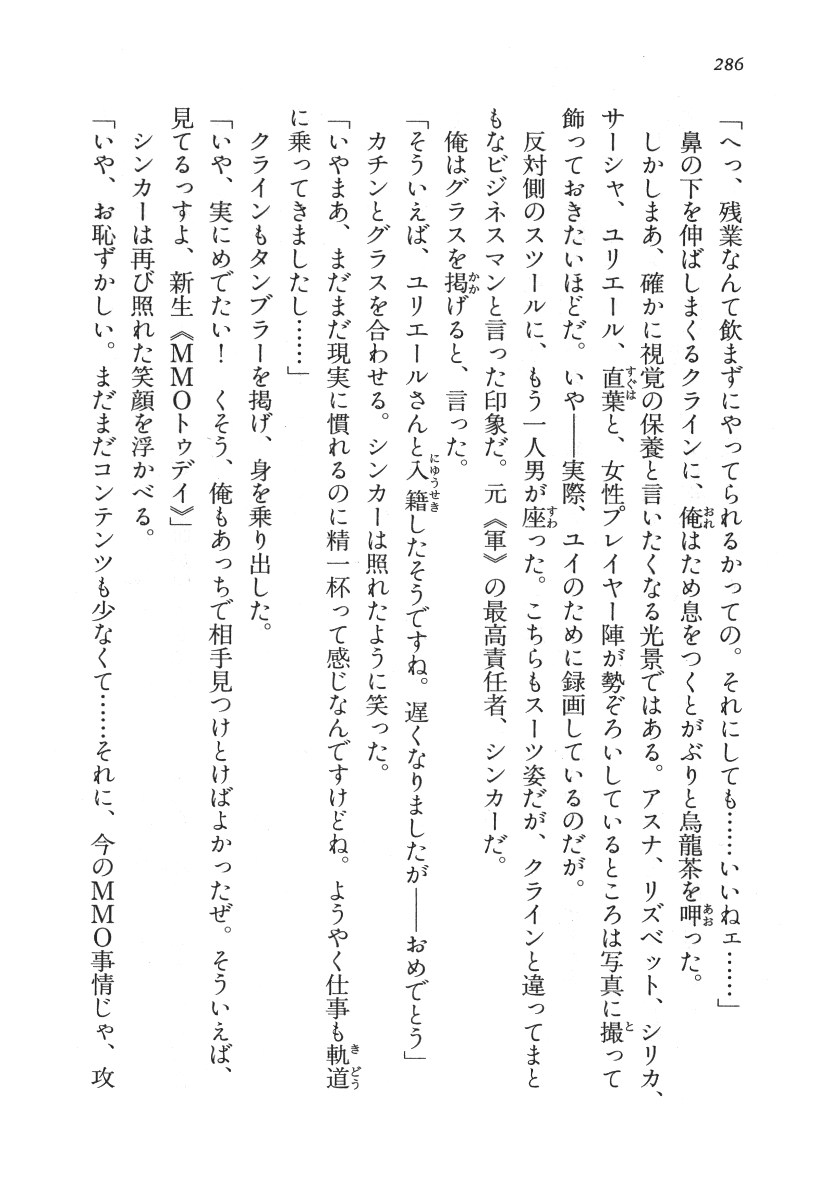 286
「へっ、残業なんて飲まずにやってられるかっての。それにしても……いいねェ……」
鼻の下を伸ばしまくるクラインに、俺はため息をつくとがぶりと烏龍茶を呷った。
しかしまあ、確かに視覚の保養と言いたくなる光景ではある。アスナ、リズベット、シリカ、
サーシャ、ユリエール、直葉と、女性プレイヤー陣が勢ぞろいしているところは写真に撮って
飾っておきたいほどだ。いや――実際、ユイのために録画しているのだが。
反対側のスツールに、もう一人男が座った。こちらもスーツ姿だが、クラインと違ってまと
もなビジネスマンと言った印象だ。元《軍》の最高責任者、シンカーだ。
俺はグラスを掲げると、言った。
「そういえば、ユリエールさんと入籍したそうですね。遅くなりましたが――おめでとう」
カチンとグラスを合わせる。シンカーは照れたように笑った。
「いやまあ、まだまだ現実に慣れるのに精一杯って感じなんですけどね。ようやく仕事も軌道
に乗ってきましたし……」
クラインもタンブラーを掲げ、身を乗り出した。
「いや、実にめでたい！　くそう、俺もあっちで相手見つけとけばよかったぜ。そういえば、
見てるっすよ、新生《ＭＭＯトゥデイ》」
シンカーは再び照れた笑顔を浮かべる。
「いや、お恥ずかしい。まだまだコンテンツも少なくて……それに、今のＭＭＯ事情じゃ、攻